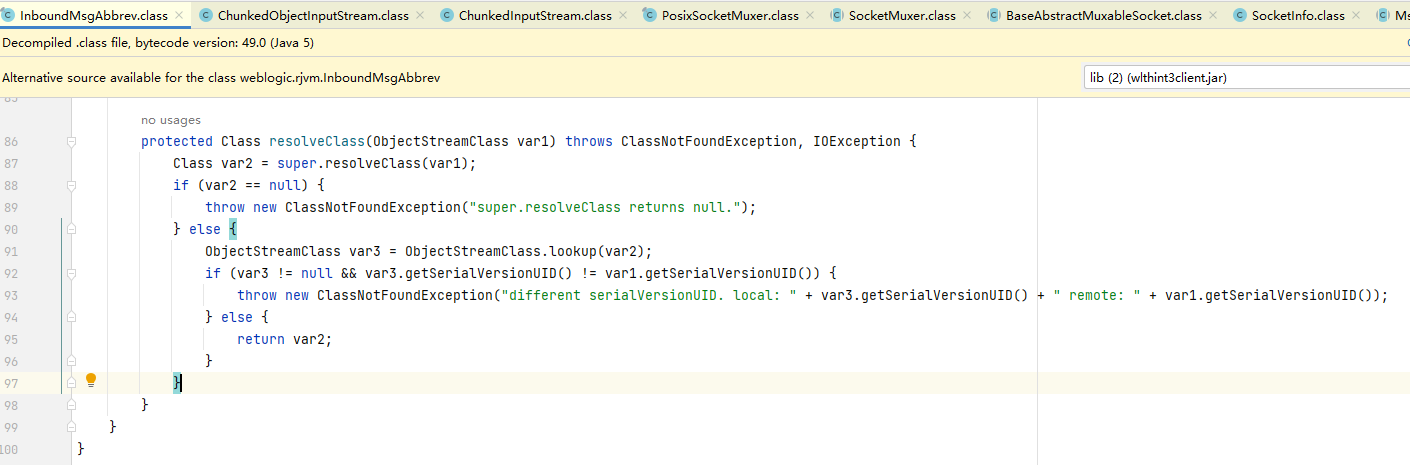 InboundMsgAbbrev.class × ChunkedObjectInputStream.class × ChunkedInputStream.class × PosixSocketMuxer.class × SocketMuxer.class × BaseAbstractMuxableSocket.class × SocketInfo.class × Ms
Decompiled .class file, bytecode version: 49.0 (Java 5)
Alternative source available for the class weblogic.rjvm.InboundMsgAbbrev lib (2) (wlthint3client.jar)
85
no usages
86 protected Class resolveClass(ObjectStreamClass var1) throws ClassNotFoundException, IOException {
87 Class var2 = super.resolveClass(var1);
88 if (var2 == null) {
89 throw new ClassNotFoundException("super.resolveClass returns null.");
90 } else {
91 ObjectStreamClass var3 = ObjectStreamClass.lookup(var2);
92 if (var3 != null && var3.getSerialVersionUID() != var1.getSerialVersionUID()) {
93 throw new ClassNotFoundException("different serialVersionUID. local: " + var3.getSerialVersionUID() + " remote: " + var1.getSerialVersionUID());
94 } else {
95 return var2;
96 }
97 }
98 }
99 }
100 }